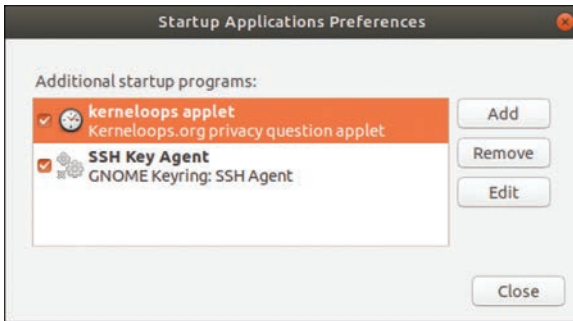 Startup Applications Preferences
Additional startup programs:
kerneloops applet
Kerneloops.org privacy question applet
SSH Key Agent
GNOME Keyring: SSH Agent
Add
Remove
Edit
Close